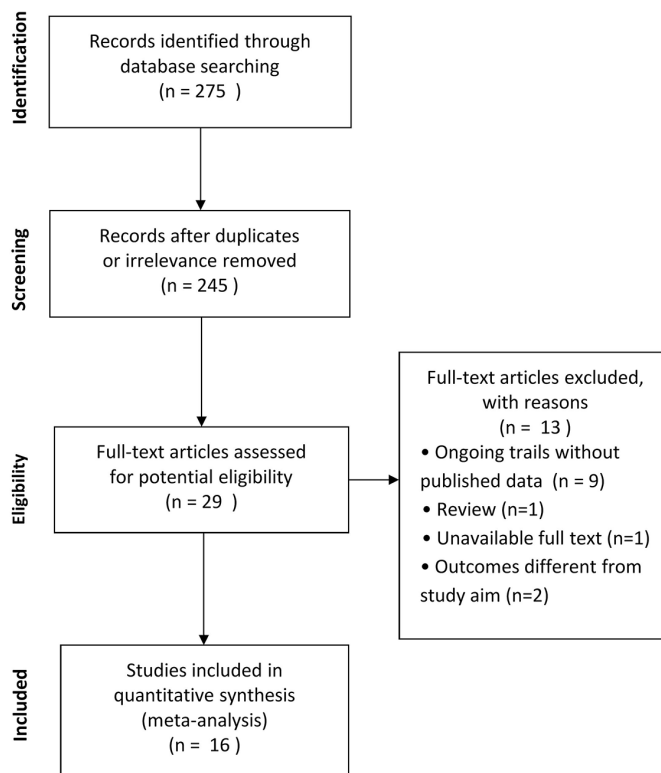 Identification
Records identified through
database searching
(n = 275  )
Screening
Records after duplicates
or irrelevance removed
(n = 245 )
Eligibility
Full-text articles assessed
for potential eligibility
(n = 29  )
Full-text articles excluded,
with reasons
(n =  13 )
• Ongoing trails without
published data  (n = 9)
• Review (n=1)
• Unavailable full text (n=1)
• Outcomes different from
study aim (n=2)
Included
Studies included in
quantitative synthesis
(meta-analysis)
(n =  16 )